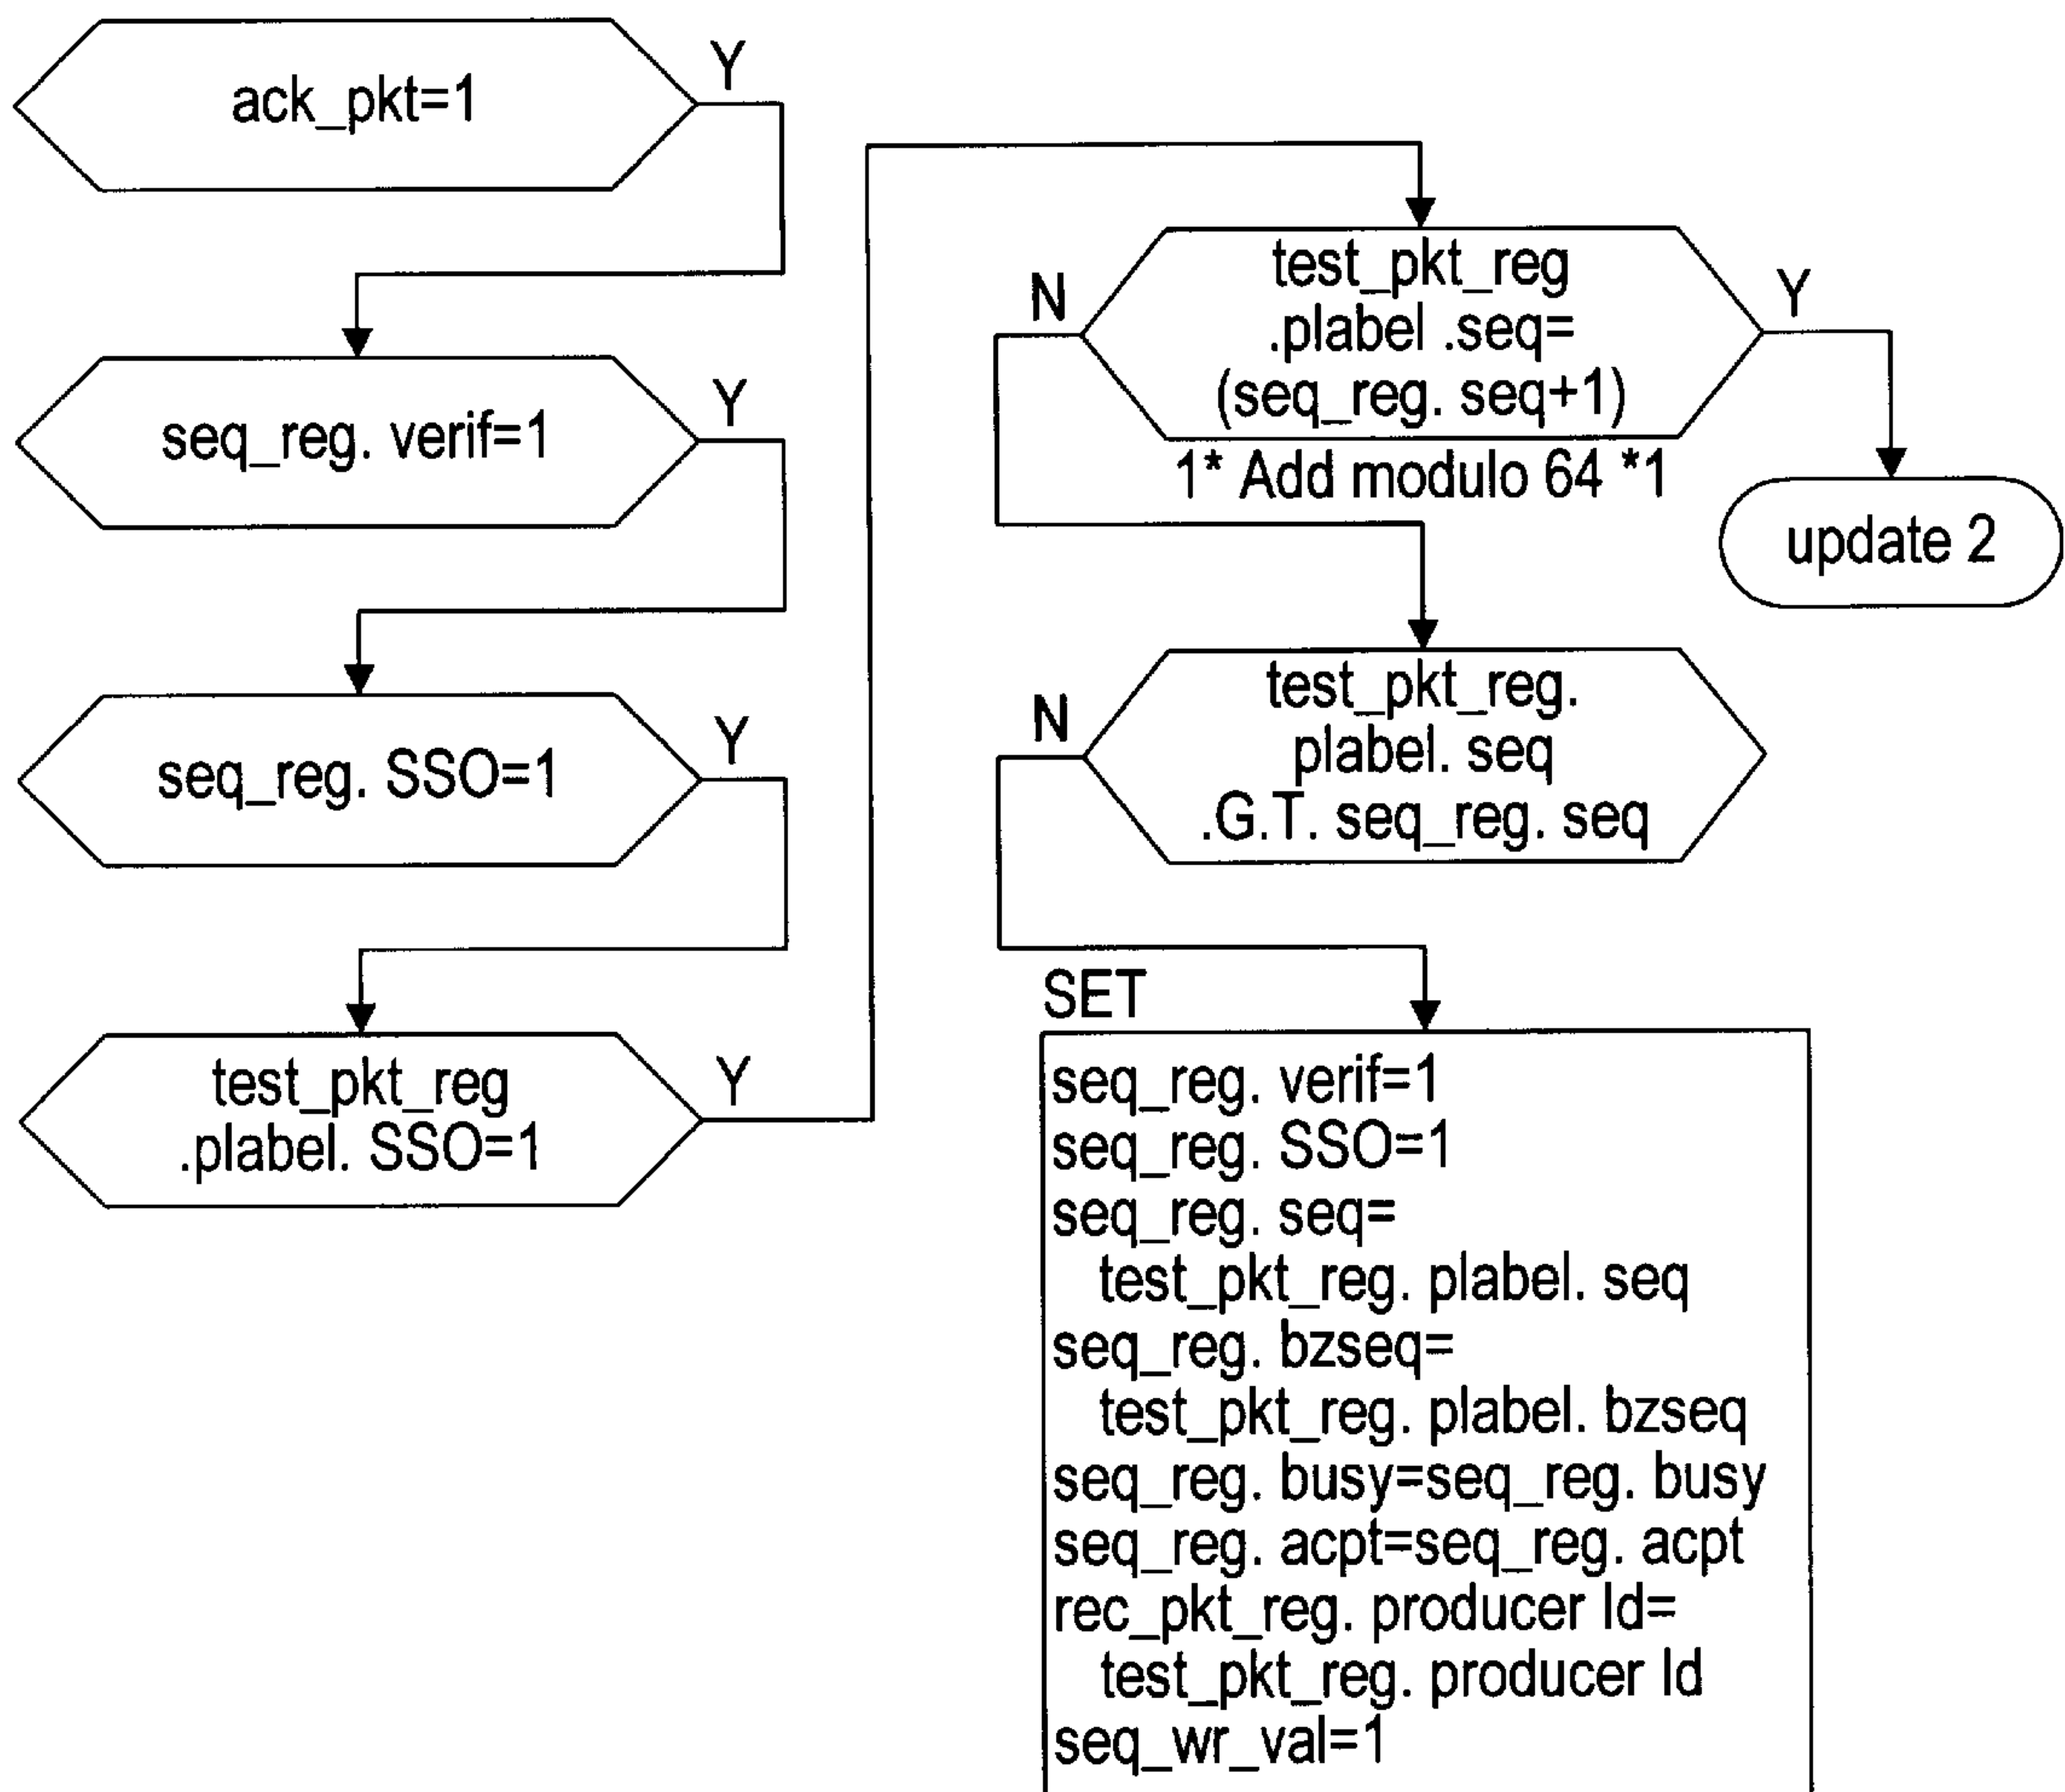 ack_pkt=1
Y
seq_reg. verif=1
Y
seq_reg. SSO=1
Y
test_pkt_reg
.plabel. SSO=1
Y
test_pkt_reg
.plabel .seq=
(seq_reg. seq+1)
N
Y
1* Add modulo 64 *1
update 2
test_pkt_reg.
plabel. seq
.G.T. seq_reg. seq
N
SET
seq_reg. verif=1
seq_reg. SSO=1
seq_reg. seq=
test_pkt_reg. plabel. seq
seq_reg. bzseq=
test_pkt_reg. plabel. bzseq
seq_reg. busy=seq_reg. busy
seq_reg. acpt=seq_reg. acpt
rec_pkt_reg. producer Id=
test_pkt_reg. producer Id
seq_wr_val=1